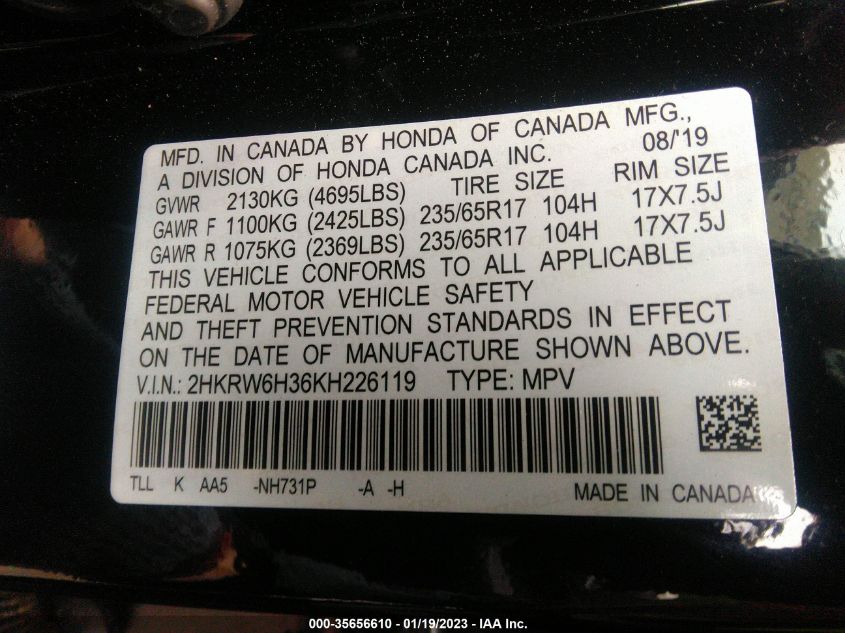 MFD. IN CANADA BY HONDA OF CANADA MFG.,
A DIVISION OF HONDA CANADA INC. 08/'19
GVWR 2130KG (4695LBS) TIRE SIZE RIM SIZE
GAWR F 1100KG (2425LBS) 235/65R17 104H 17X7.5J
GAWR R 1075KG (2369LBS) 235/65R17 104H 17X7.5J
THIS VEHICLE CONFORMS TO ALL APPLICABLE
FEDERAL MOTOR VEHICLE SAFETY
AND THEFT PREVENTION STANDARDS IN EFFECT
ON THE DATE OF MANUFACTURE SHOWN ABOVE.
V.I.N.: 2HKRW6H36KH226119 TYPE: MPV
TLL K AA5 -NH731P -A -H MADE IN CANADA
000-35656610 - 01/19/2023 - IAA Inc.